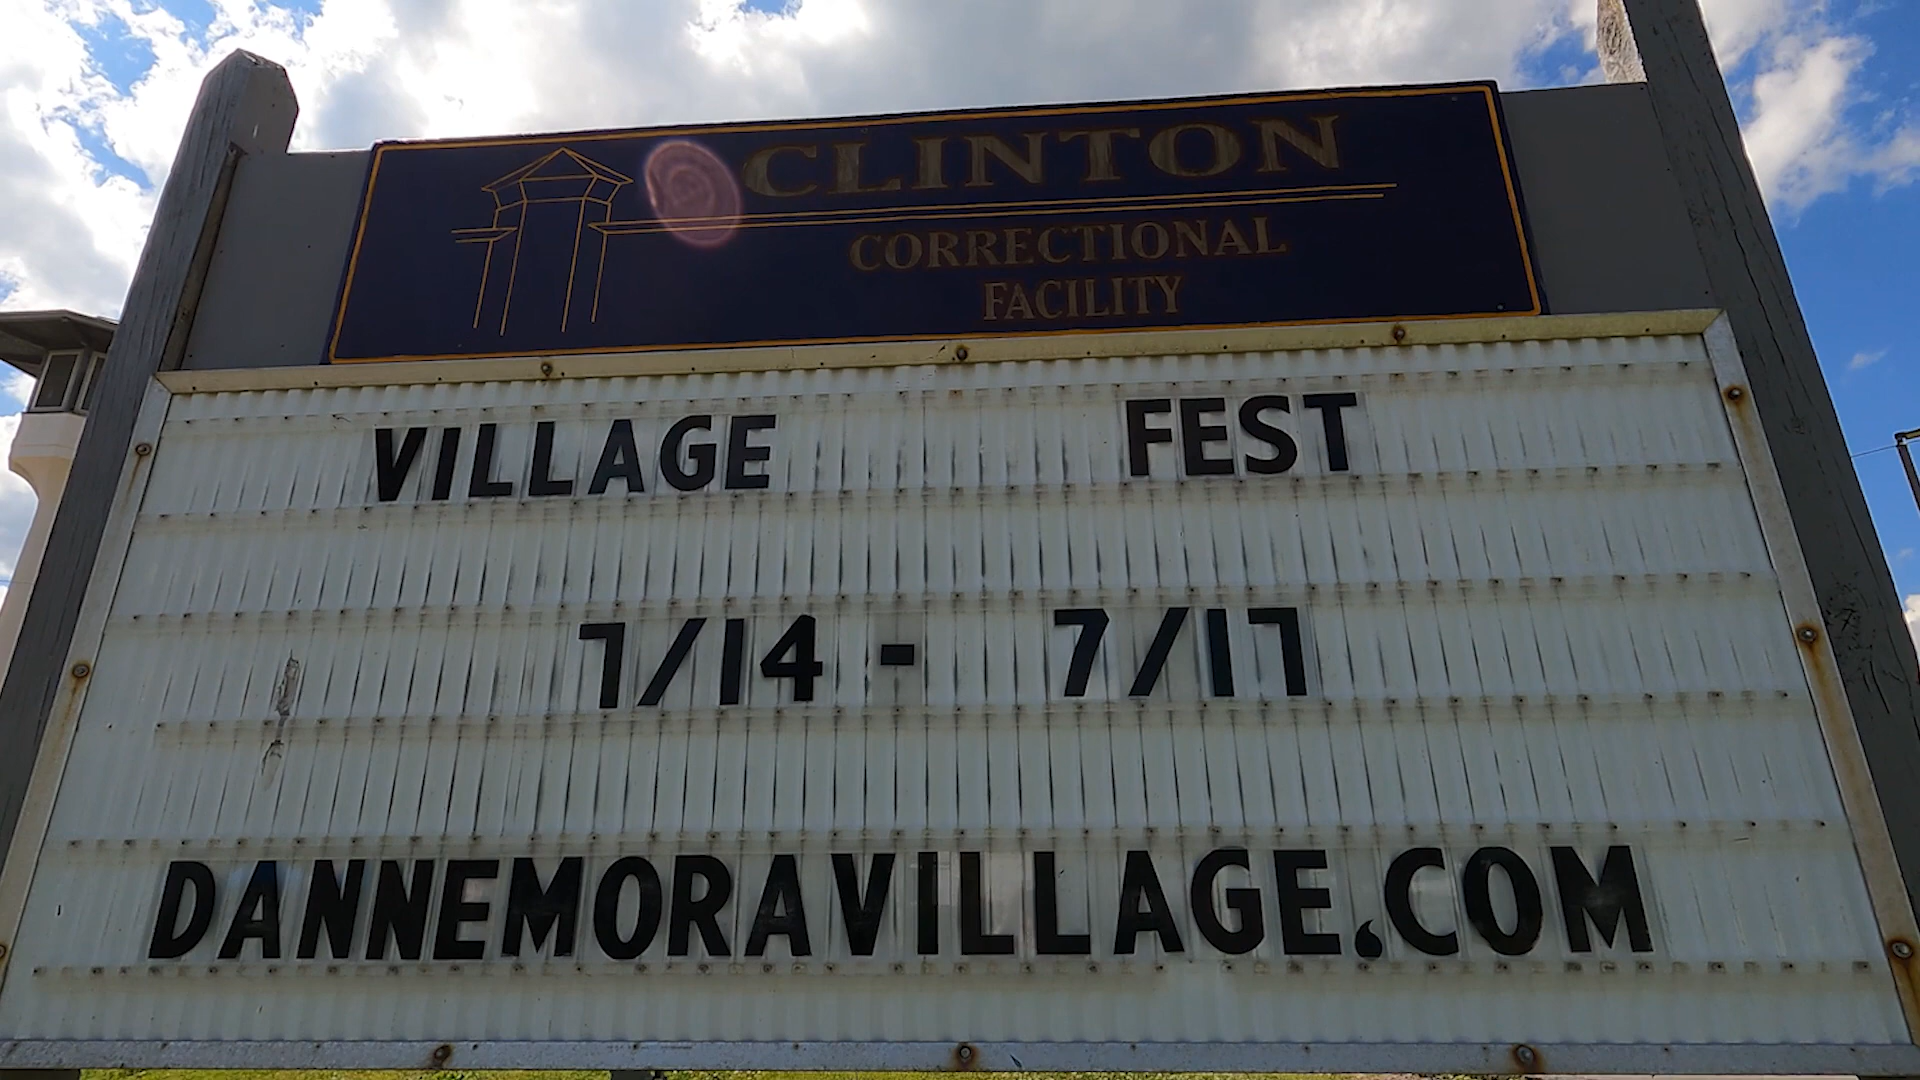 CLINTON
CORRECTIONAL
FACILITY
VILLAGE FEST
7/14 - 7/17
DANNEMORAVILLAGE.COM